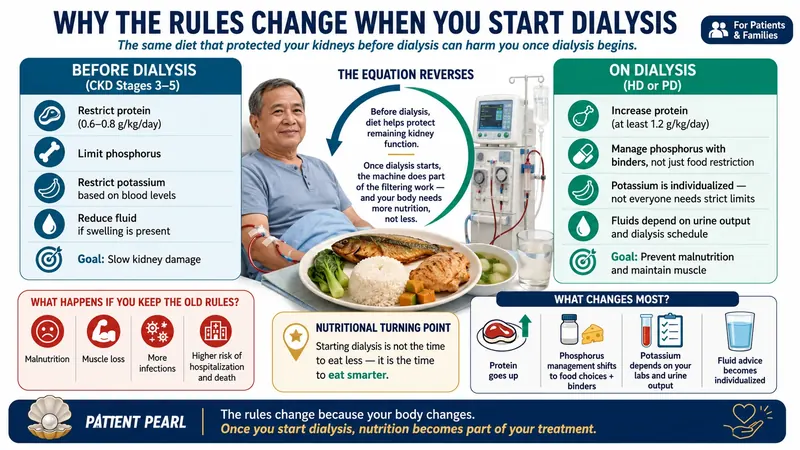 WHY THE RULES CHANGE WHEN YOU START DIALYSIS
The same diet that protected your kidneys before dialysis can harm you once dialysis begins.
For Patients
& Families
BEFORE DIALYSIS
(CKD Stages 3–5)
Restrict protein
(0.6–0.8 g/kg/day)
Limit phosphorus
Restrict potassium
based on blood levels
Reduce fluid
if swelling is present
Goal: Slow kidney damage
THE EQUATION REVERSES
Before dialysis,
diet helps protect
remaining kidney
function.
Once dialysis starts,
the machine does part
of the filtering work —
and your body needs
more nutrition,
not less.
ON DIALYSIS
(HD or PD)
Increase protein
(at least 1.2 g/kg/day)
Manage phosphorus with
binders, not just food restriction
Potassium is individualized —
not everyone needs strict limits
Fluids depend on urine output
and dialysis schedule
Goal: Prevent malnutrition
and maintain muscle
WHAT HAPPENS IF YOU KEEP THE OLD RULES?
Malnutrition
Muscle loss
More
infections
Higher risk of
hospitalization
and death
NUTRITIONAL TURNING POINT
Starting dialysis is not the time
to eat less — it is the time
to eat smarter.
WHAT CHANGES MOST?
Protein
goes up
Phosphorus
management shifts
to food choices +
binders
Potassium
depends on your
labs and urine
output
Fluid advice
becomes
individualized
PATIENT PEARL
The rules change because your body changes.
Once you start dialysis, nutrition becomes part of your treatment.